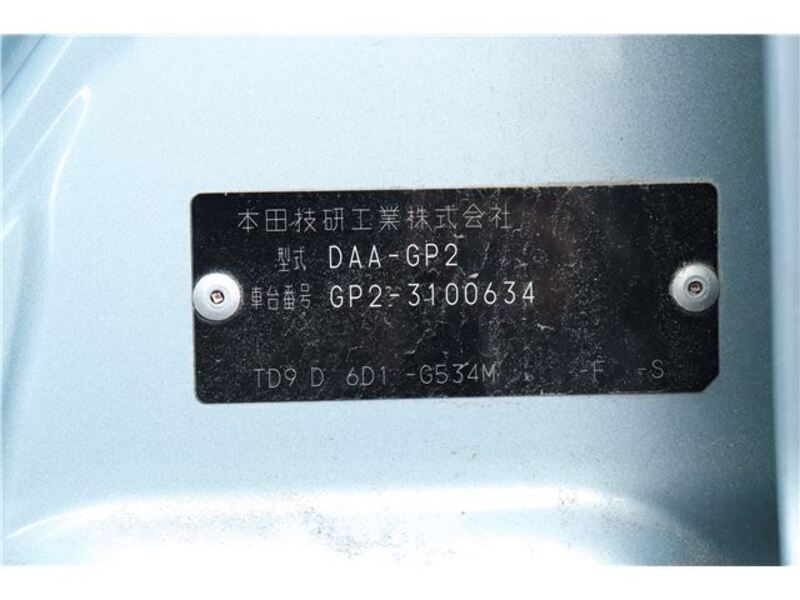 本田技研工業株式会社
型式 DAA-GP2
車台番号 GP2-3100634
TD9 D 6D1 -G534M -F -S